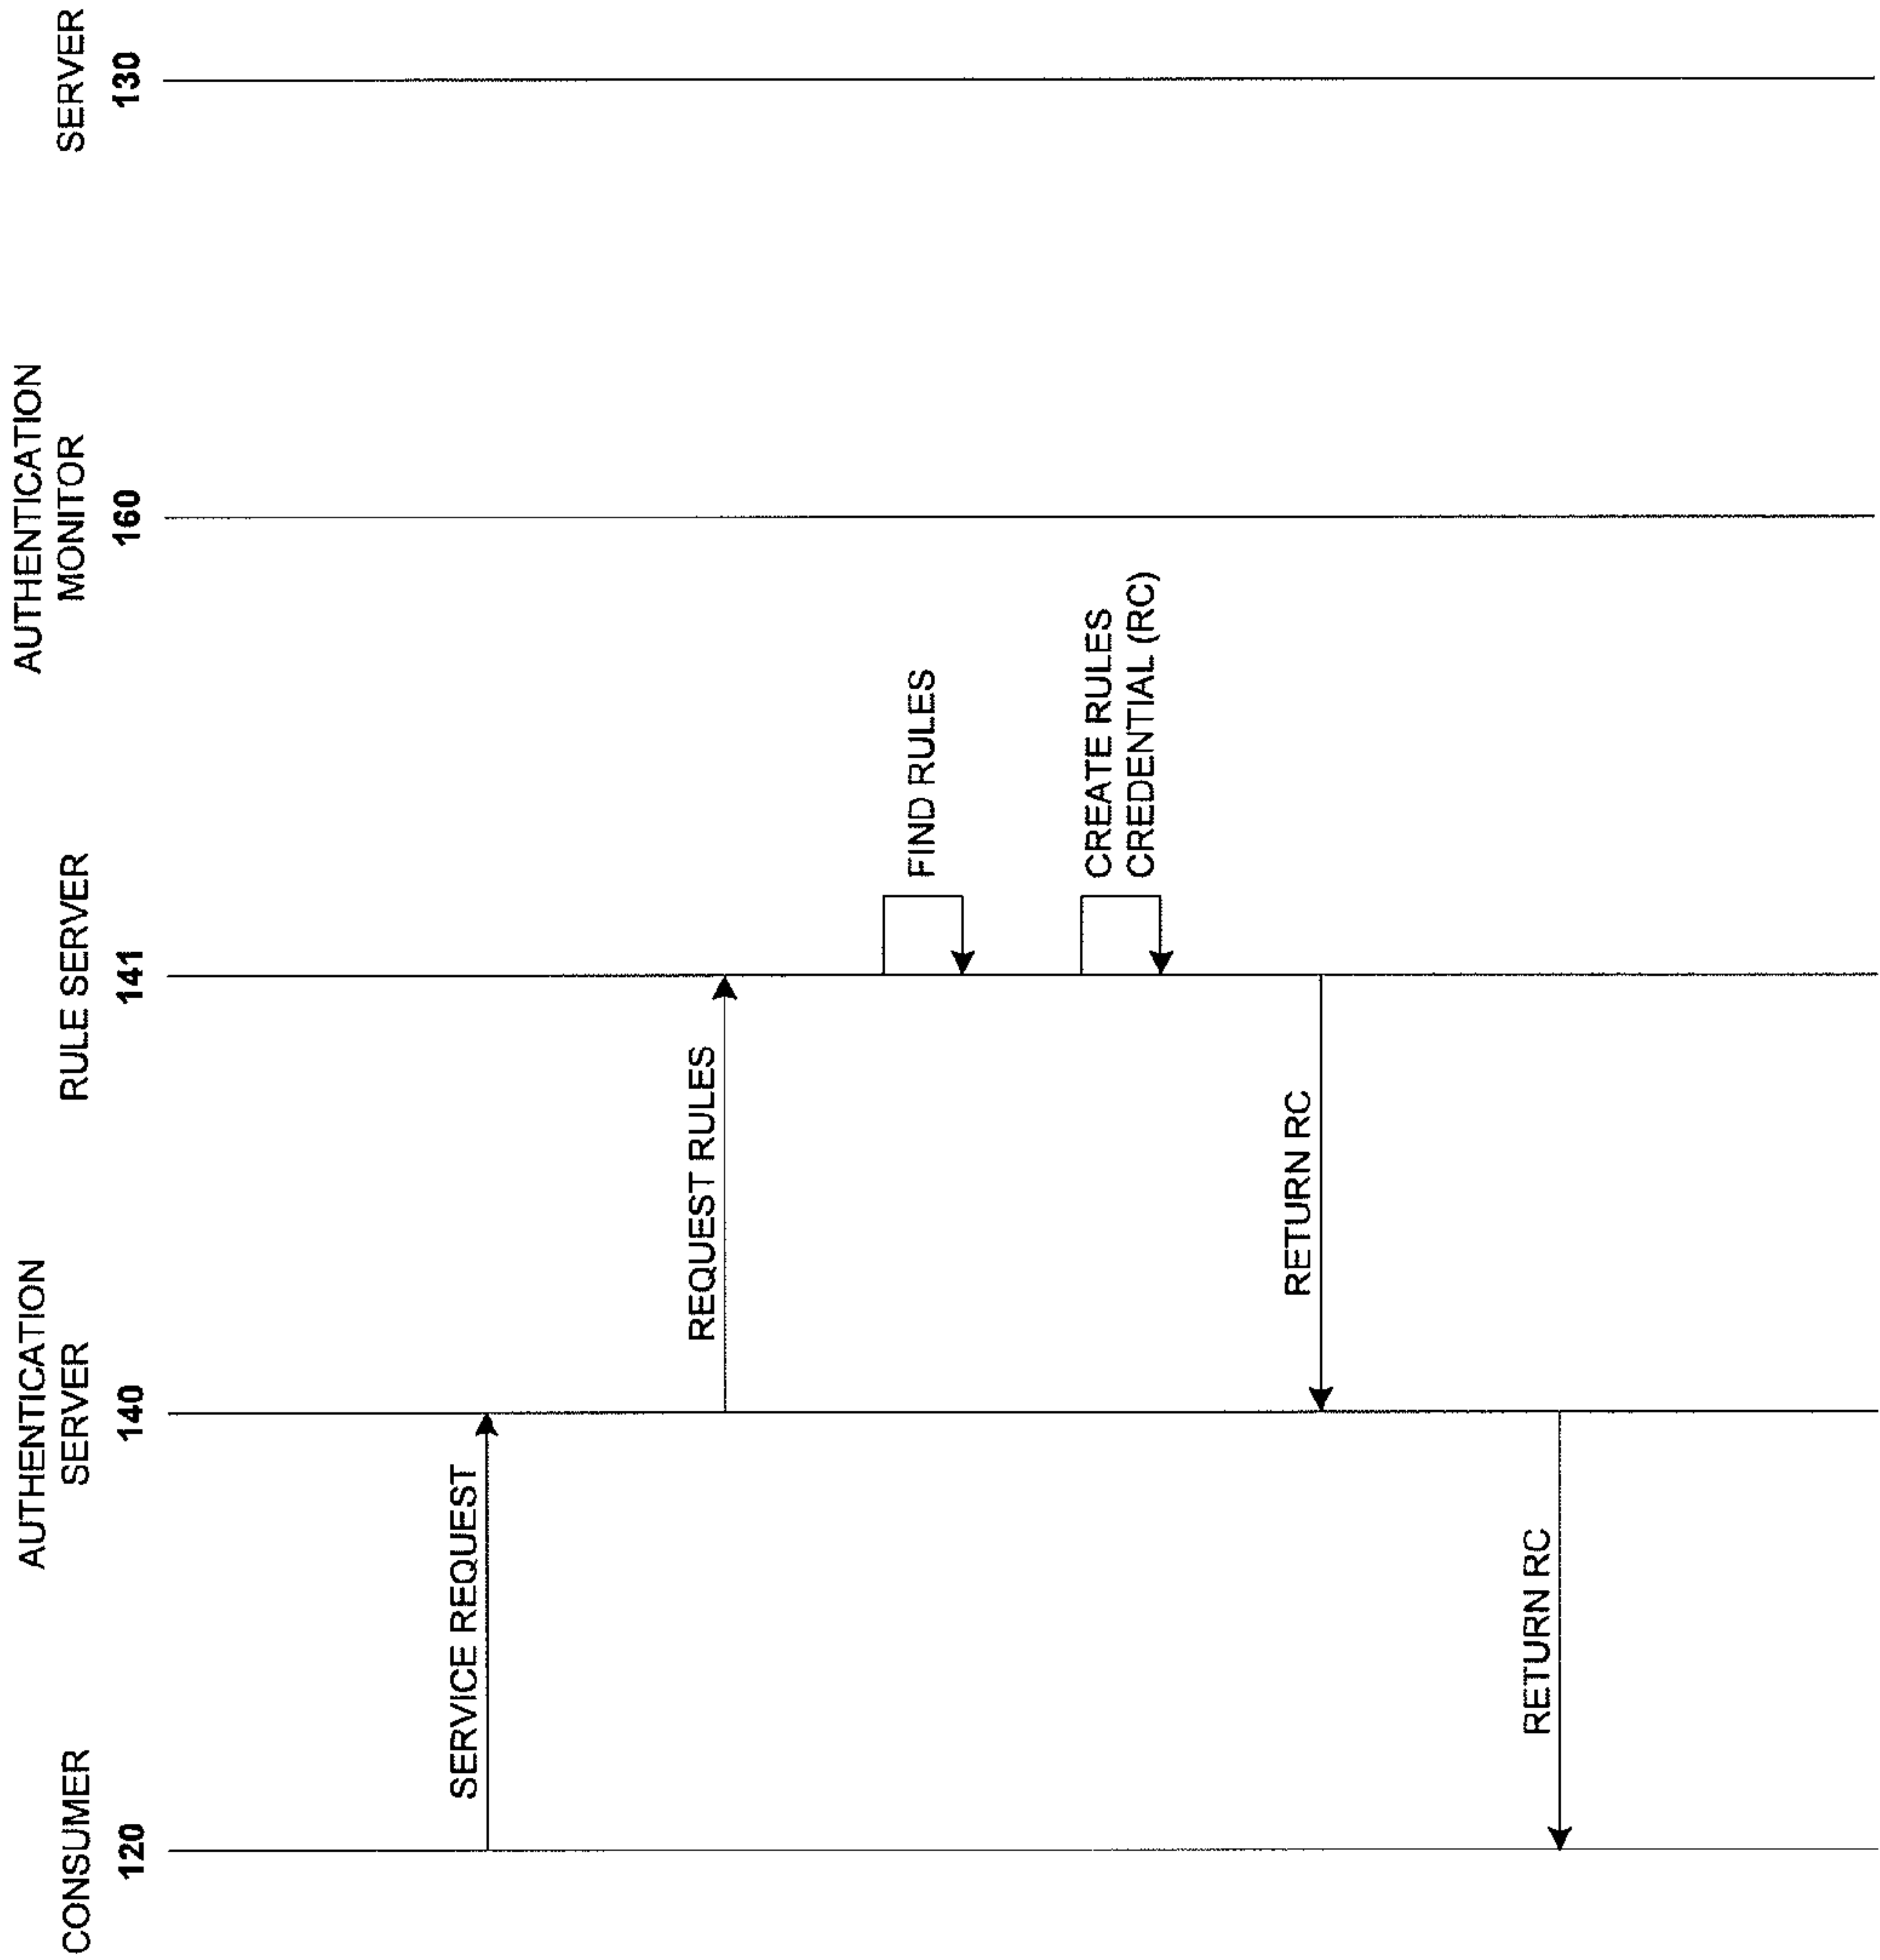 CONSUMER
120
AUTHENTICATION
SERVER
140
RULE SERVER
141
AUTHENTICATION
MONITOR
160
SERVER
130
SERVICE REQUEST
REQUEST RULES
FIND RULES
CREATE RULES
CREDENTIAL (RC)
RETURN RC
RETURN RC